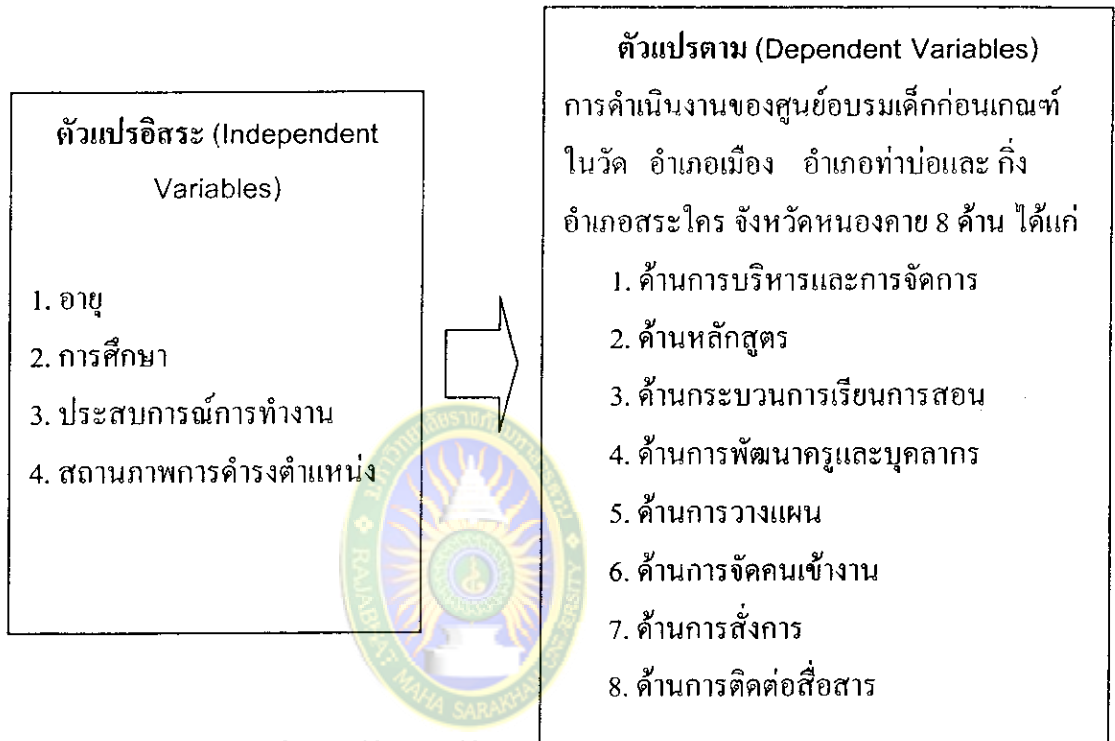 ตัวแปรอิสระ (Independent
Variables)
1. อายุ
2. การศึกษา
3. ประสบการณ์การทำงาน
4. สถานภาพการดำรงตำแหน่ง
ตัวแปรตาม (Dependent Variables)
การดำเนินงานของศูนย์อบรมเด็กก่อนเกณฑ์
ในวัด อำเภอเมือง อำเภอท่าบ่อและ กิ่ง
อำเภอสระใคร จังหวัดหนองคาย 8 ด้าน ได้แก่
1. ด้านการบริหารและการจัดการ
2. ด้านหลักสูตร
3. ด้านกระบวนการเรียนการสอน
4. ด้านการพัฒนาครูและบุคลากร
5. ด้านการวางแผน
6. ด้านการจัดคนเข้างาน
7. ด้านการสั่งการ
8. ด้านการติดต่อสื่อสาร
RAJABHAT MAHA SARAKHAM UNIVERSITY